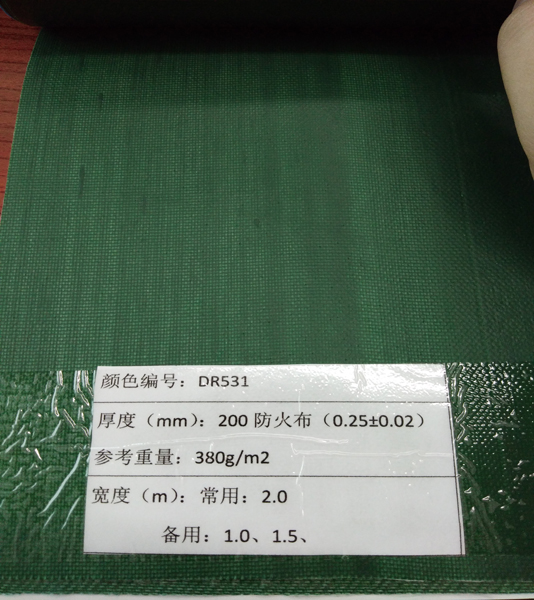 颜色编号：DR531
厚度（mm）：200 防火布（0.25±0.02）
参考重量：380g/m2
宽度（m）：常用：2.0
备用：1.0、1.5、